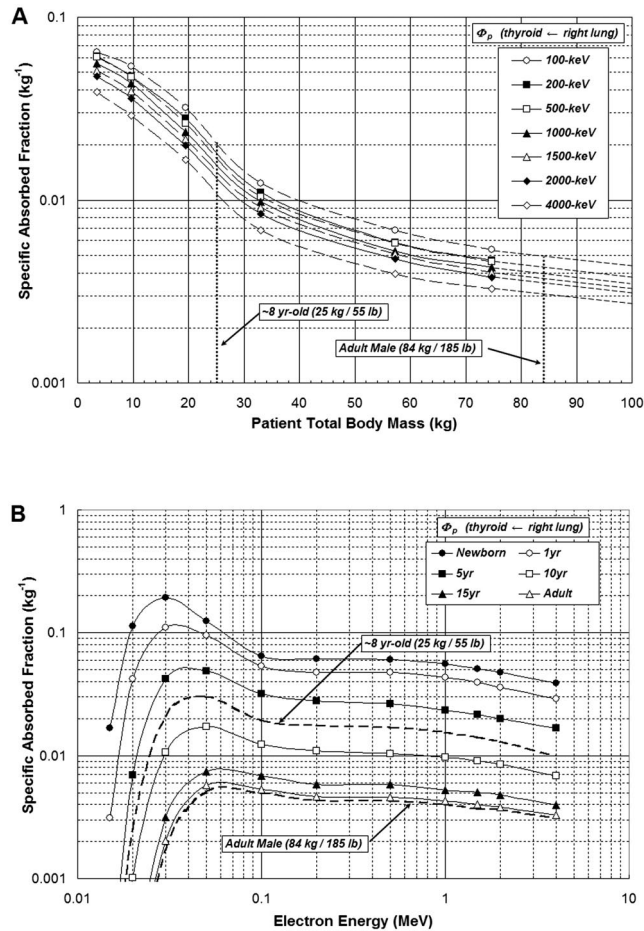 A
Φp (thyroid ← right lung)
100-keV
200-keV
500-keV
1000-keV
1500-keV
2000-keV
4000-keV
Specific Absorbed Fraction (kg-1)
0.1
0.01
0.001
~8 yr-old (25 kg / 55 lb)
Adult Male (84 kg / 185 lb)
0 10 20 30 40 50 60 70 80 90 100
Patient Total Body Mass (kg)
B
Φp (thyroid ← right lung)
Newborn 1yr
5yr 10yr
15yr Adult
Specific Absorbed Fraction (kg-1)
1
0.1
0.01
0.001
~8 yr-old (25 kg / 55 lb)
Adult Male (84 kg / 185 lb)
0.01 0.1 1 10
Electron Energy (MeV)